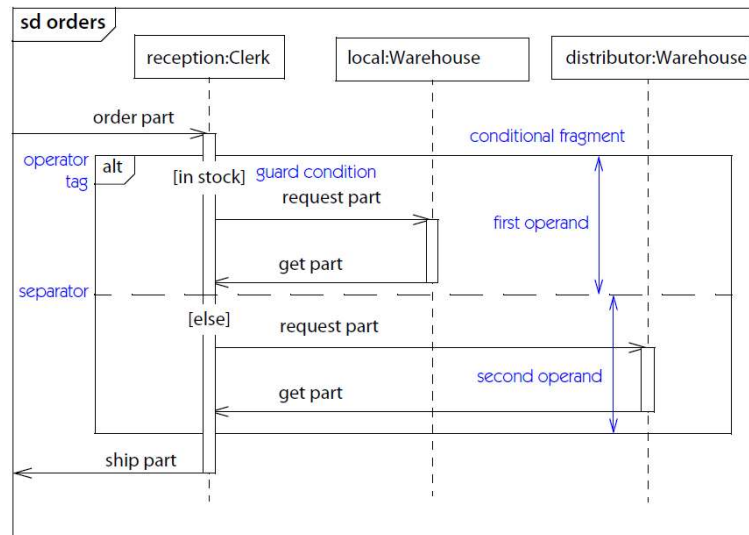 sd orders
reception:Clerk
local:Warehouse
distributor:Warehouse
order part
conditional fragment
operator
tag
alt
[in stock]
guard condition
request part
first operand
get part
separator
[else]
request part
second operand
get part
ship part